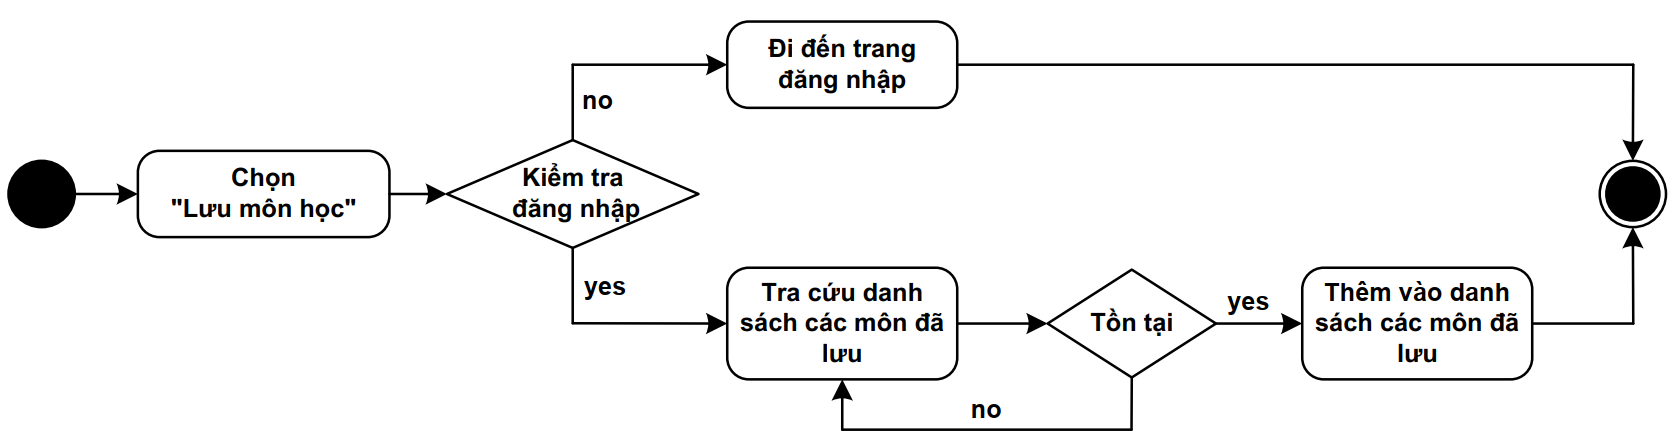 Đi đến trang
đăng nhập
no
Chọn
"Lưu môn học"
Kiểm tra
đăng nhập
yes
Tra cứu danh
sách các môn đã
lưu
Tồn tại
yes
Thêm vào danh
sách các môn đã
lưu
no